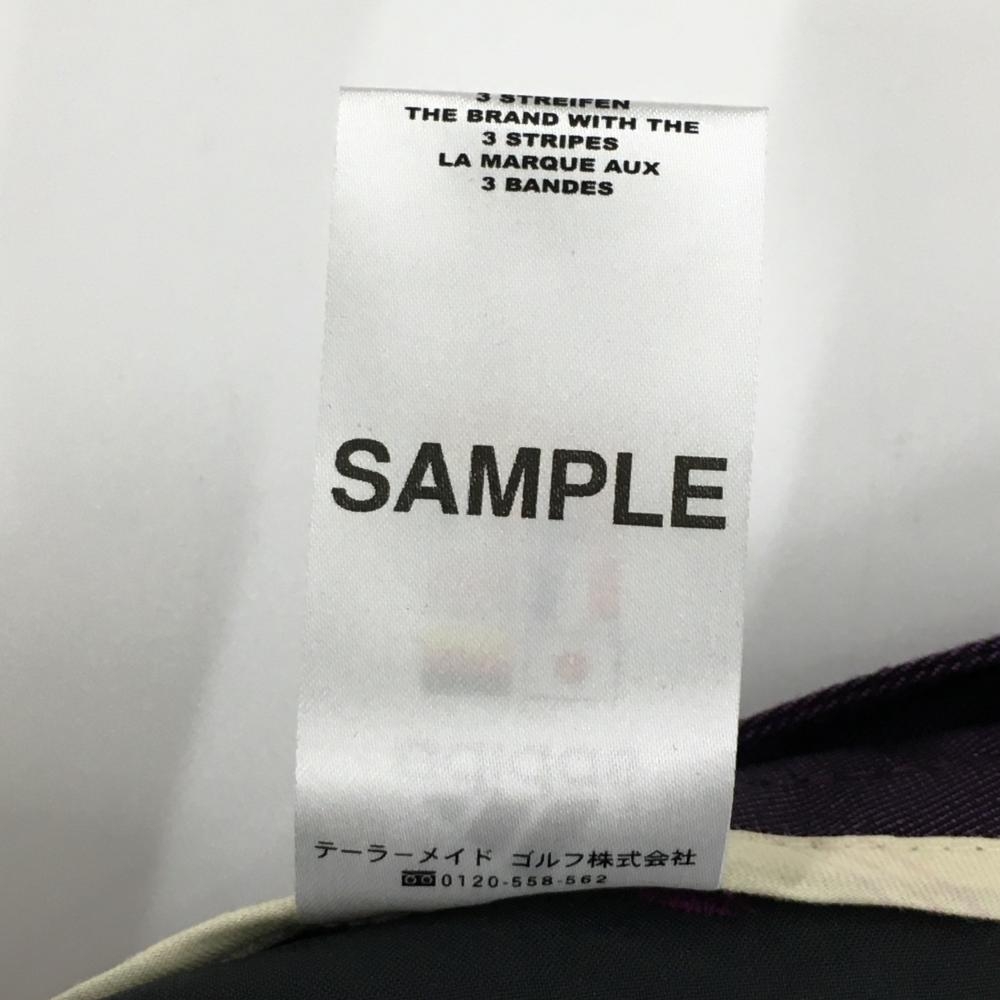 3 STREIFEN
THE BRAND WITH THE
3 STRIPES
LA MARQUE AUX
3 BANDES
SAMPLE
テーラーメイド ゴルフ株式会社
0120-558-562